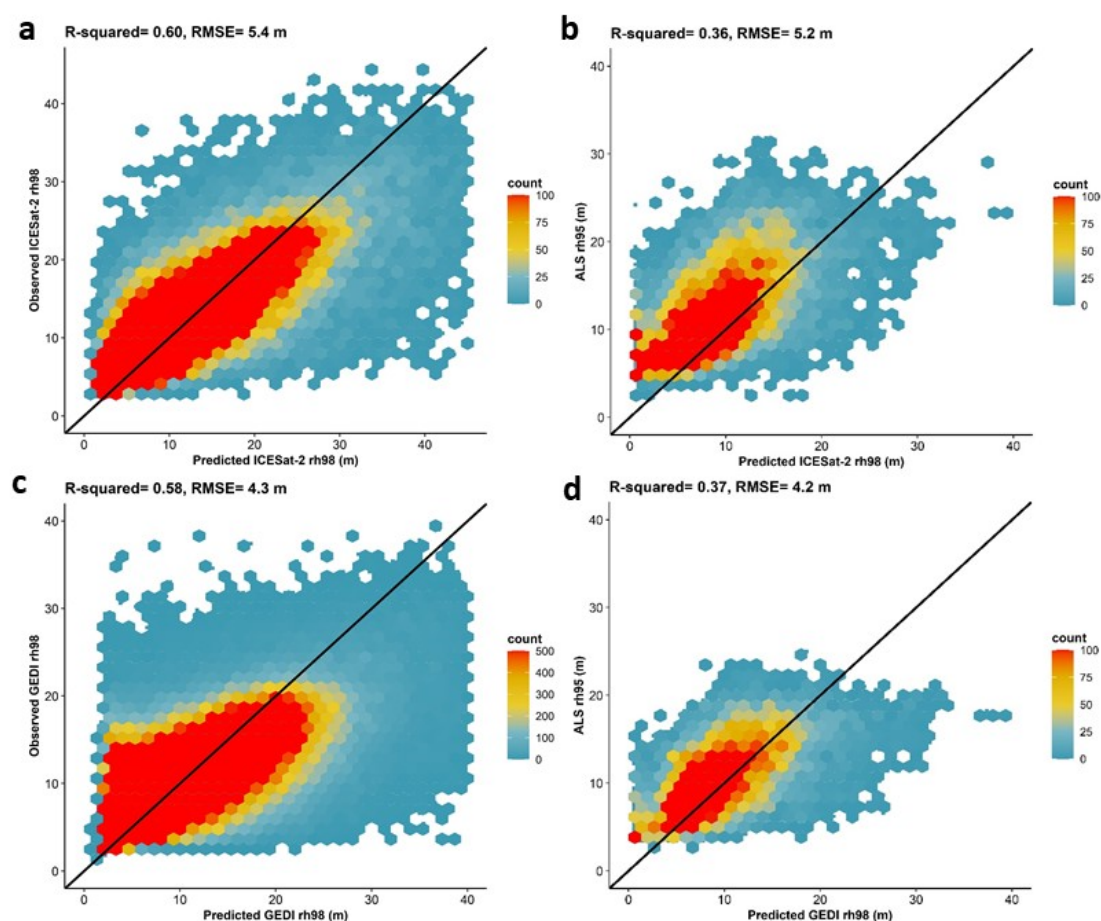 a
R-squared= 0.60, RMSE= 5.4 m
Observed ICESat-2 rh98
40
30
20
10
0
0 10 20 30 40
Predicted ICESat-2 rh98 (m)
count
100
75
50
25
0
b
R-squared= 0.36, RMSE= 5.2 m
ALS rh95 (m)
40
30
20
10
0
0 10 20 30 40
Predicted ICESat-2 rh98 (m)
count
100
75
50
25
0
c
R-squared= 0.58, RMSE= 4.3 m
Observed GEDI rh98
40
30
20
10
0
0 10 20 30 40
Predicted GEDI rh98 (m)
count
500
400
300
200
100
0
d
R-squared= 0.37, RMSE= 4.2 m
ALS rh95 (m)
40
30
20
10
0
0 10 20 30 40
Predicted GEDI rh98 (m)
count
100
75
50
25
0